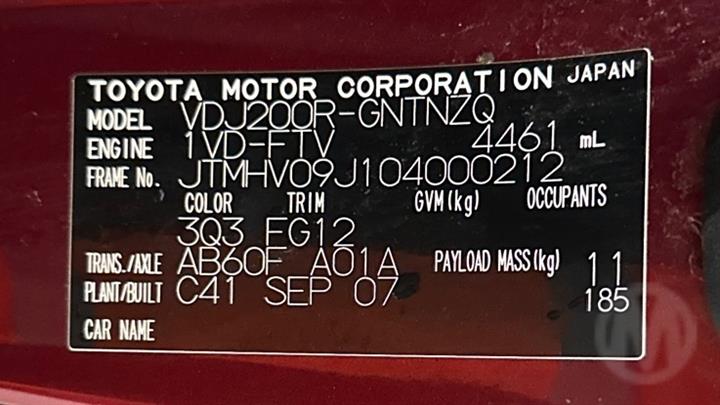 TOYOTA MOTOR CORPORATION JAPAN
MODEL VDJ200R-GNTNZQ
ENGINE 1VD-FTV 4461 mL
FRAME No. JTMHV09J104000212
COLOR TRIM GVM(kg) OCCUPANTS
3Q3 FG12
TRANS./AXLE AB60F A01A PAYLOAD MASS(kg) 11
PLANT/BUILT C41 SEP 07 185
CAR NAME
M